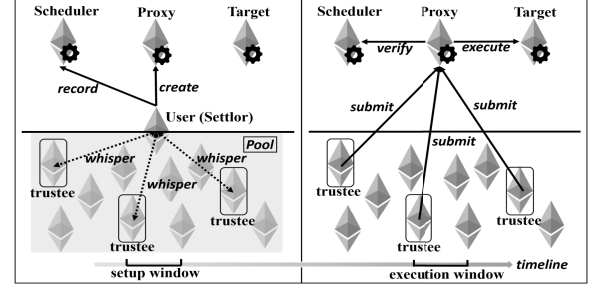 Scheduler Proxy Target
record
create
User (Settlor)
Pool
whisper
whisper
whisper
trustee
trustee
trustee
setup window
Scheduler Proxy Target
verify
execute
submit
submit
submit
trustee
trustee
trustee
execution window
timeline